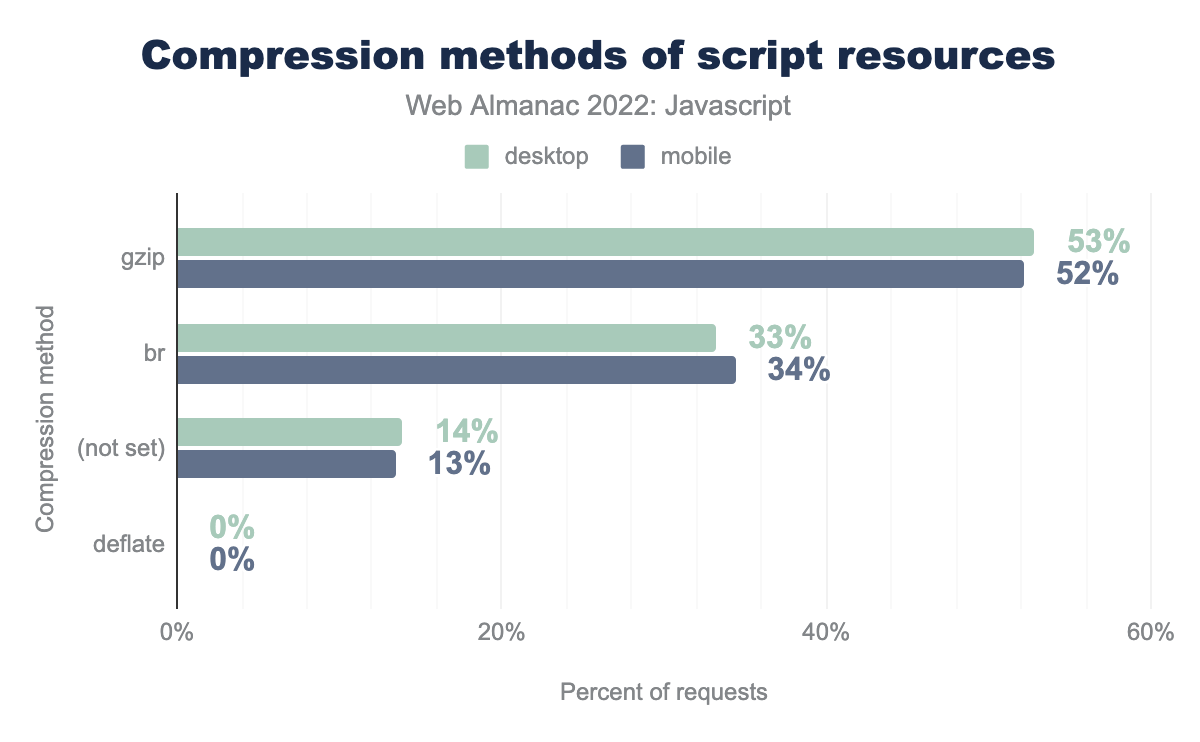 Compression methods of script resources
Web Almanac 2022: Javascript
desktop mobile
Compression method
gzip 53%
52%
br 33%
34%
(not set) 14%
13%
deflate 0%
0%
0% 20% 40% 60%
Percent of requests